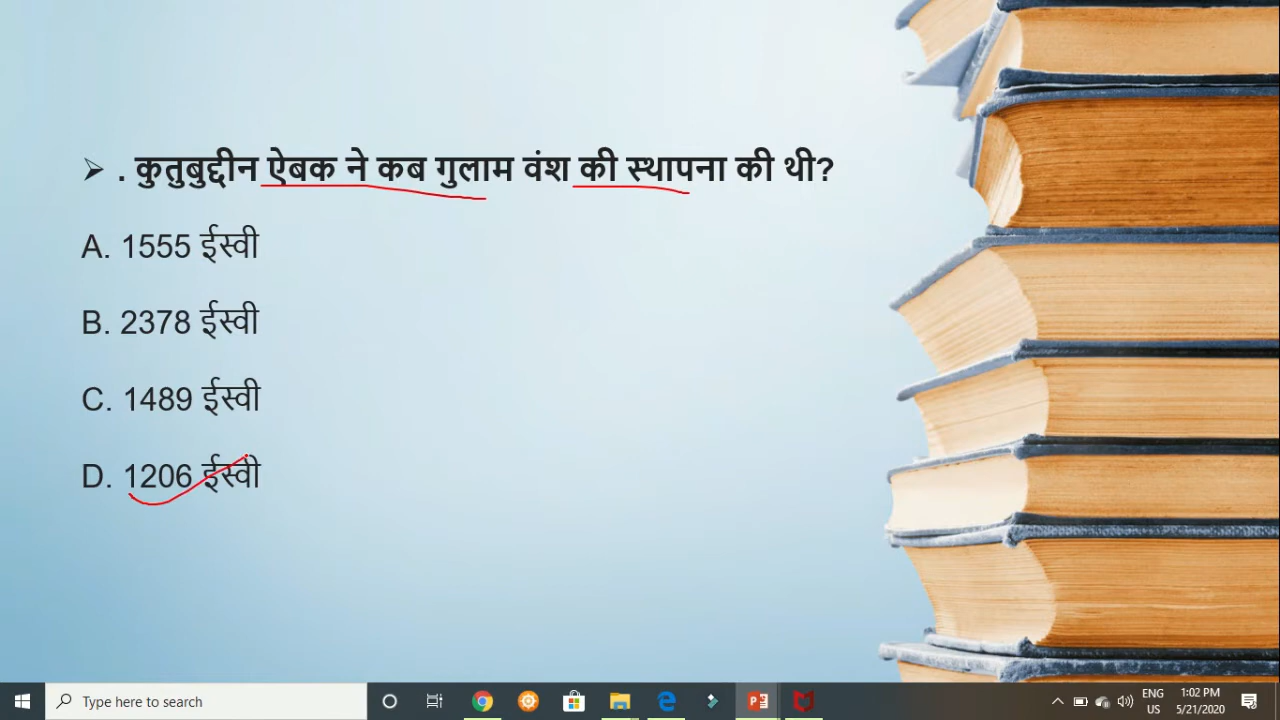 ➢ . कुतुबुद्दीन ऐबक ने कब गुलाम वंश की स्थापना की थी?
A. 1555 ईस्वी
B. 2378 ईस्वी
C. 1489 ईस्वी
D. 1206 ईस्वी
Type here to search
ENG
US
1:02 PM
5/21/2020